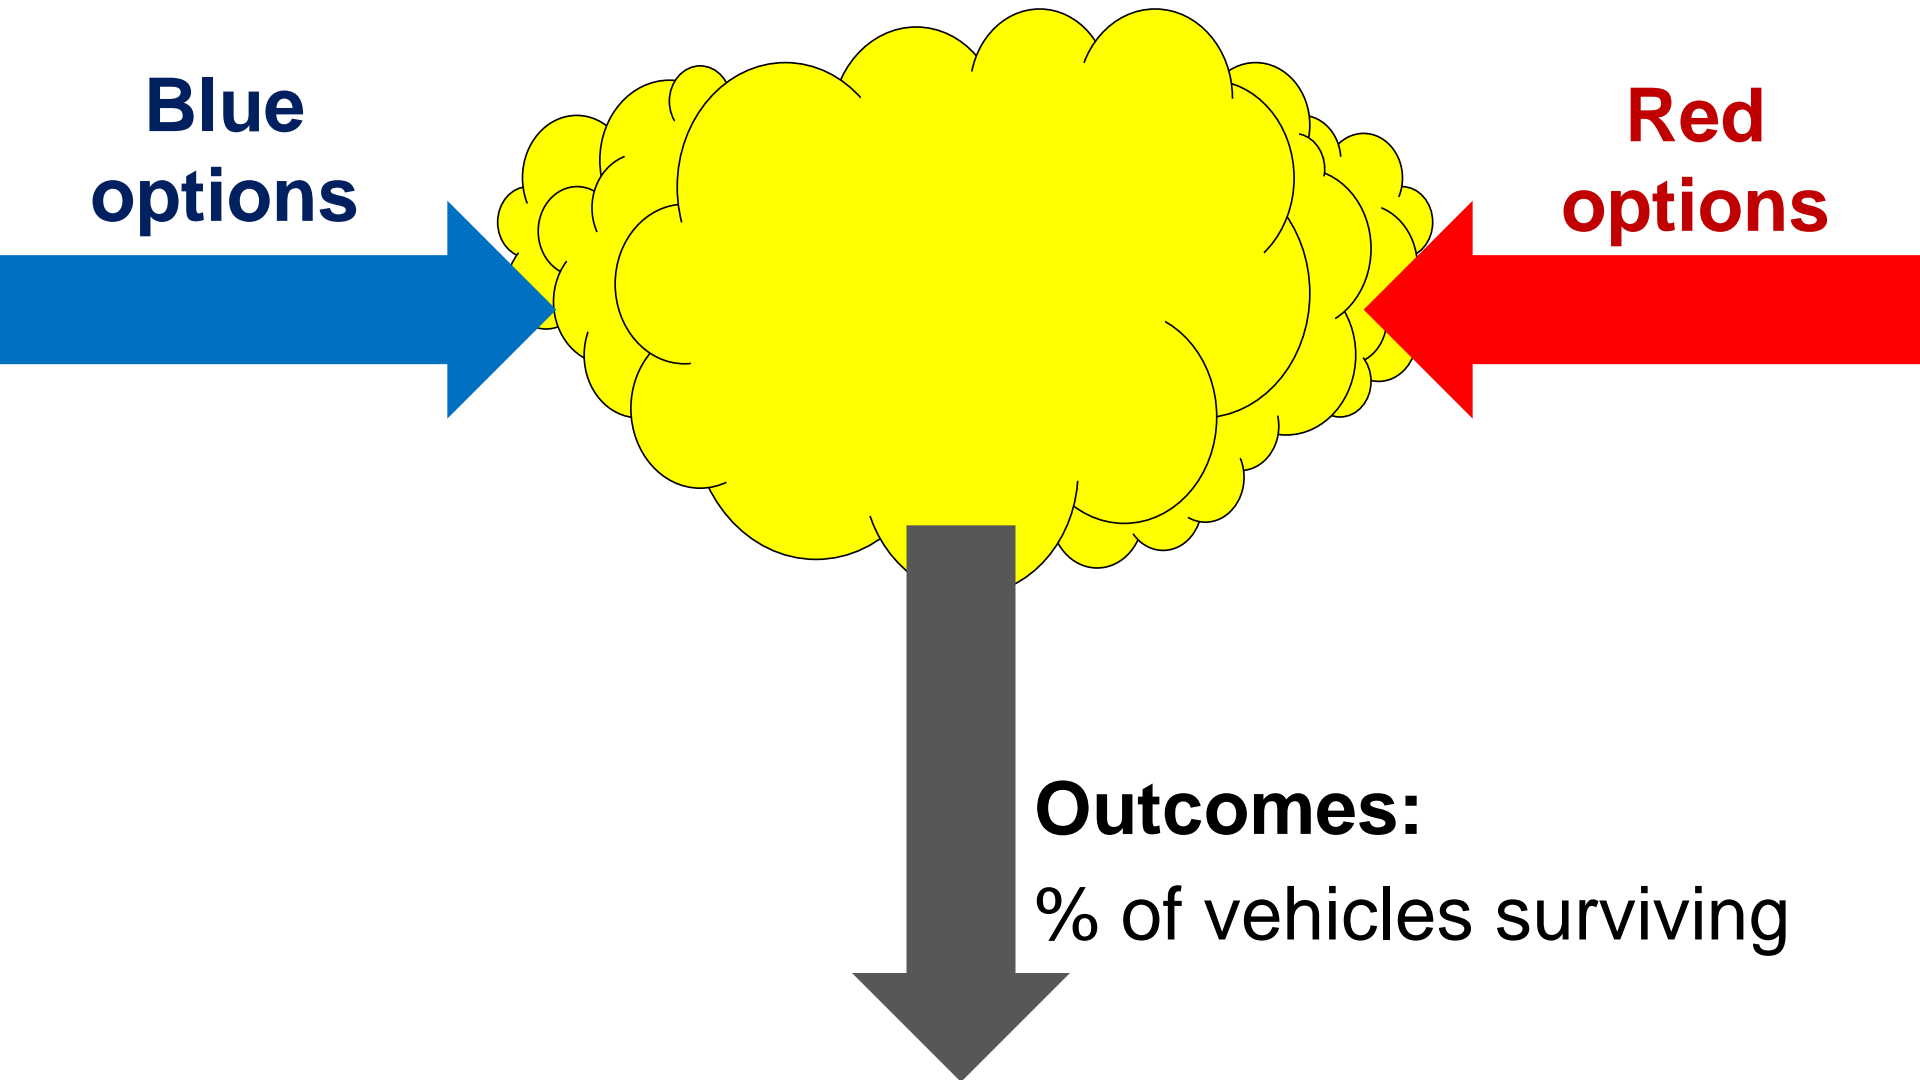 Blue
options
Red
options
Outcomes:
% of vehicles surviving